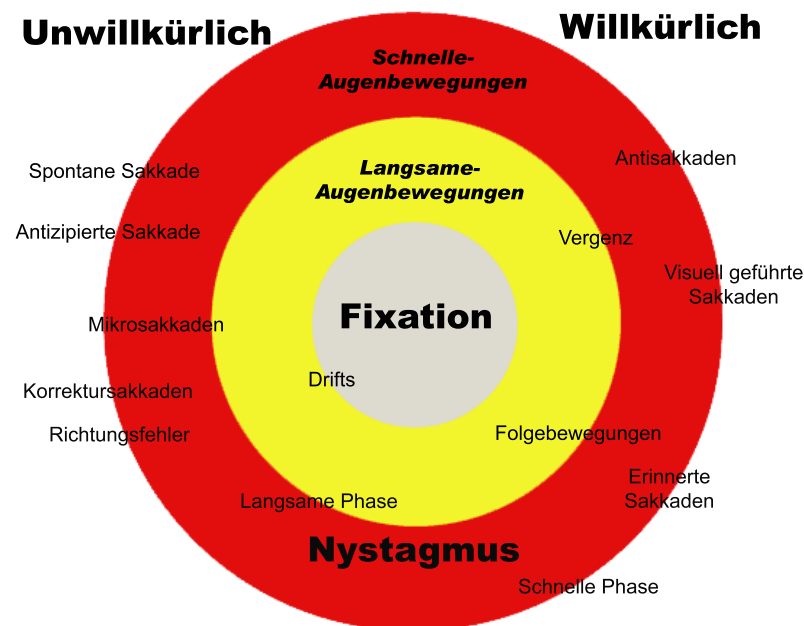 Unwillkürlich
Willkürlich
Schnelle-
Augenbewegungen
Langsame-
Augenbewegungen
Spontane Sakkade
Antisakkaden
Antizipierte Sakkade
Vergenz
Visuell geführte
Sakkaden
Fixation
Mikrosakkaden
Drifts
Korrektursakkaden
Richtungsfehler
Folgebewegungen
Erinnerte
Sakkaden
Langsame Phase
Nystagmus
Schnelle Phase